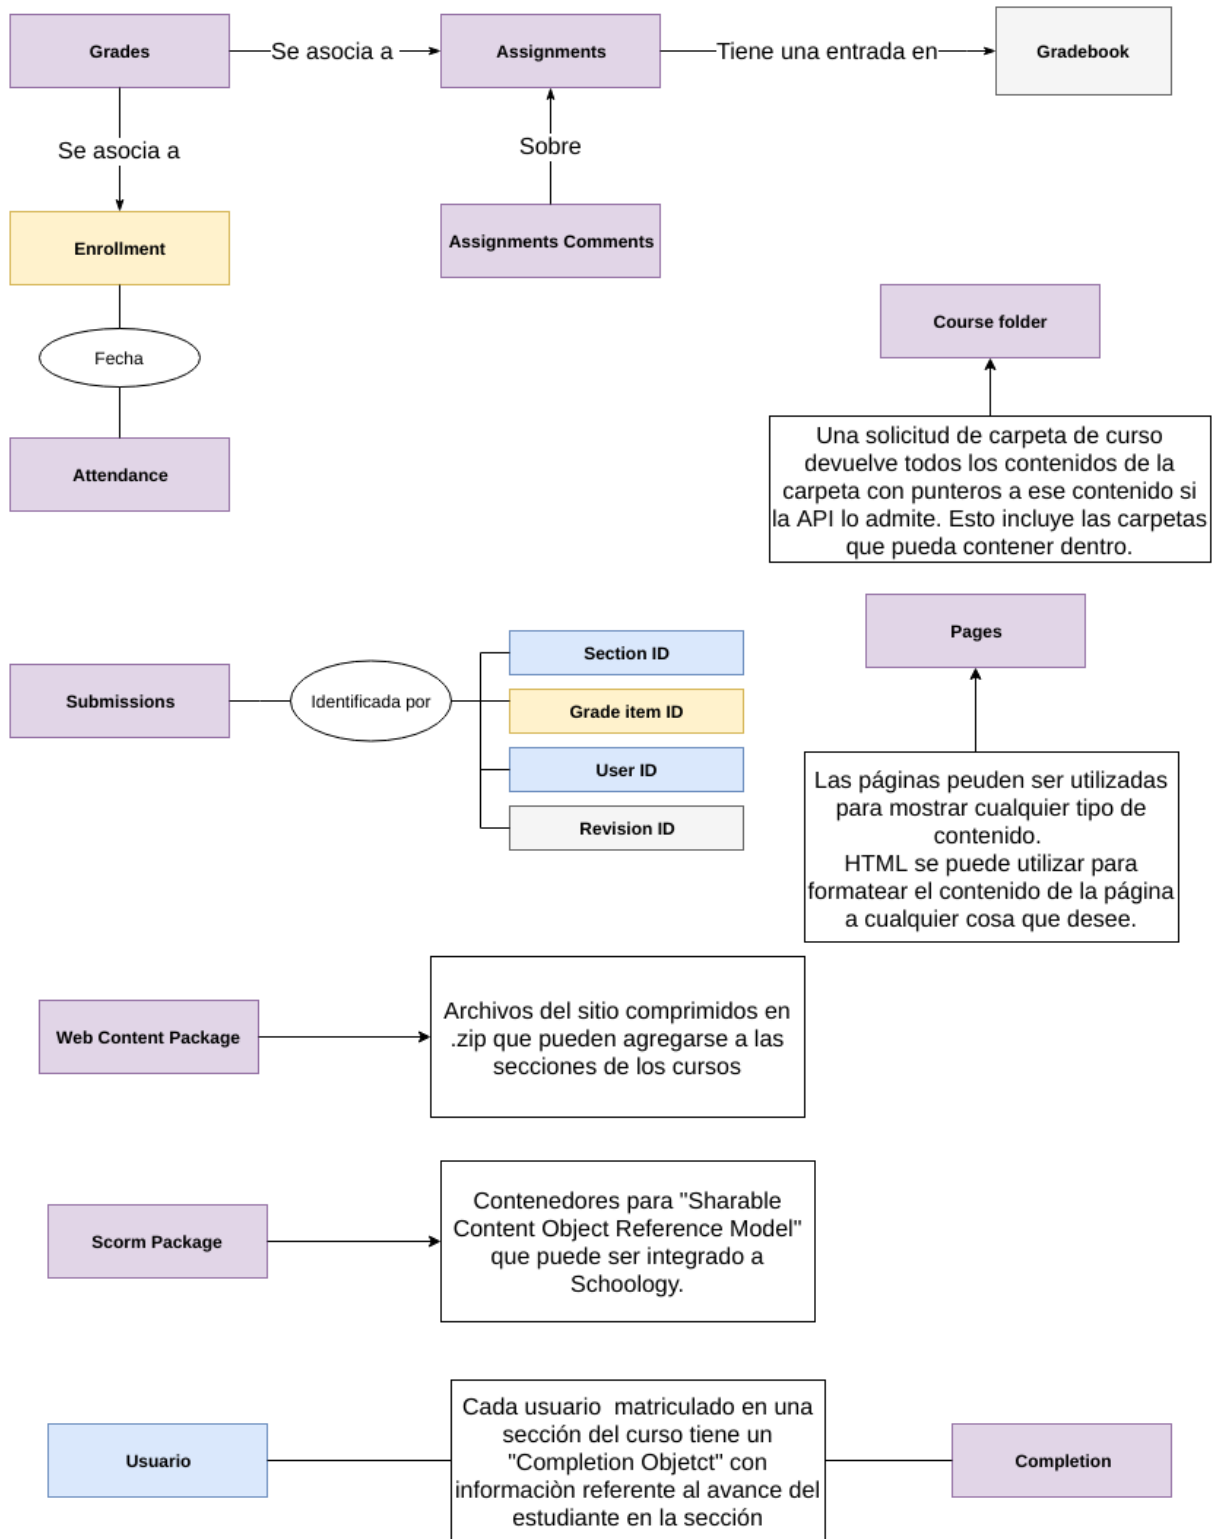 Grades
Se asocia a
Assignments
Tiene una entrada en
Gradebook
Se asocia a
Sobre
Enrollment
Assignments Comments
Fecha
Attendance
Course folder
Una solicitud de carpeta de curso
devuelve todos los contenidos de la
carpeta con punteros a ese contenido si
la API lo admite. Esto incluye las carpetas
que pueda contener dentro.
Submissions
Identificada por
Section ID
Grade item ID
User ID
Revision ID
Pages
Las páginas peuden ser utilizadas
para mostrar cualquier tipo de
contenido.
HTML se puede utilizar para
formatear el contenido de la página
a cualquier cosa que desee.
Web Content Package
Archivos del sitio comprimidos en
.zip que pueden agregarse a las
secciones de los cursos
Scorm Package
Contenedores para "Sharable
Content Object Reference Model"
que puede ser integrado a
Schoology.
Usuario
Cada usuario  matriculado en una
sección del curso tiene un
"Completion Objetct" con
informaciòn referente al avance del
estudiante en la sección
Completion